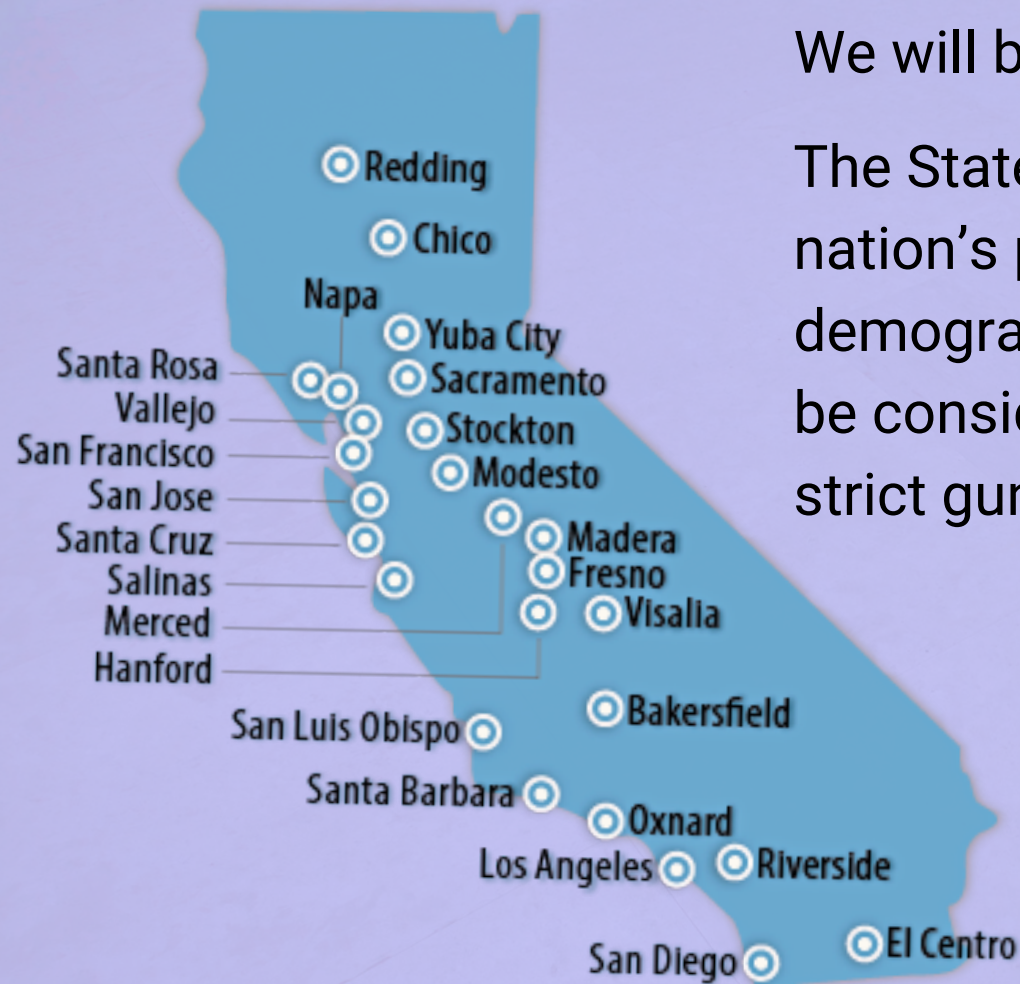 We will b
The State
nation’s p
demogra
be consid
strict gun
Redding
Chico
Napa
Yuba City
Santa Rosa
Sacramento
Vallejo
Stockton
San Francisco
Modesto
San Jose
Santa Cruz
Madera
Fresno
Salinas
Merced
Visalia
Hanford
Bakersfield
San Luis Obispo
Santa Barbara
Oxnard
Los Angeles
Riverside
El Centro
San Diego